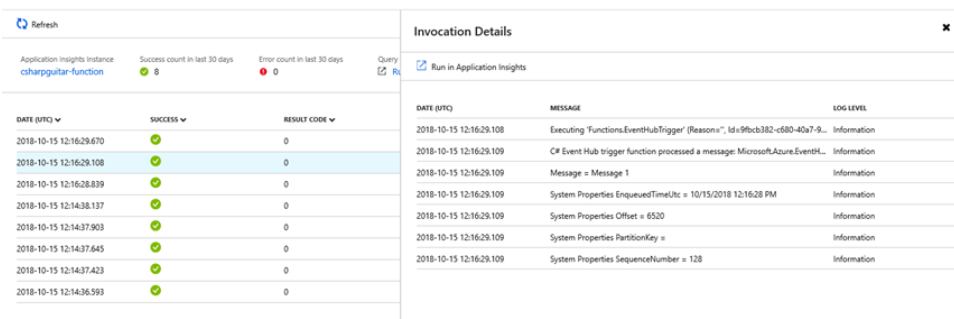 Refresh
Invocation Details
Application Insights Instance Success count in last 30 days Error count in last 30 days Query
csharpguitar-function 8 0
Run in Application Insights
DATE (UTC) MESSAGE LOG LEVEL
DATE (UTC) SUCCESS RESULT CODE
2018-10-15 12:16:29.670 0
2018-10-15 12:16:29.108 0
2018-10-15 12:16:28.839 0
2018-10-15 12:14:38.137 0
2018-10-15 12:14:37.903 0
2018-10-15 12:14:37.645 0
2018-10-15 12:14:37.423 0
2018-10-15 12:14:36.593 0
2018-10-15 12:16:29.108 Executing 'Functions.EventHubTrigger' (Reason='', Id=9fbcb382-c680-40a7-9... Information
2018-10-15 12:16:29.109 C# Event Hub trigger function processed a message: Microsoft.Azure.EventH... Information
2018-10-15 12:16:29.109 Message = Message 1 Information
2018-10-15 12:16:29.109 System Properties EnqueuedTimeUtc = 10/15/2018 12:16:28 PM Information
2018-10-15 12:16:29.109 System Properties Offset = 6520 Information
2018-10-15 12:16:29.109 System Properties PartitionKey = Information
2018-10-15 12:16:29.109 System Properties SequenceNumber = 128 Information